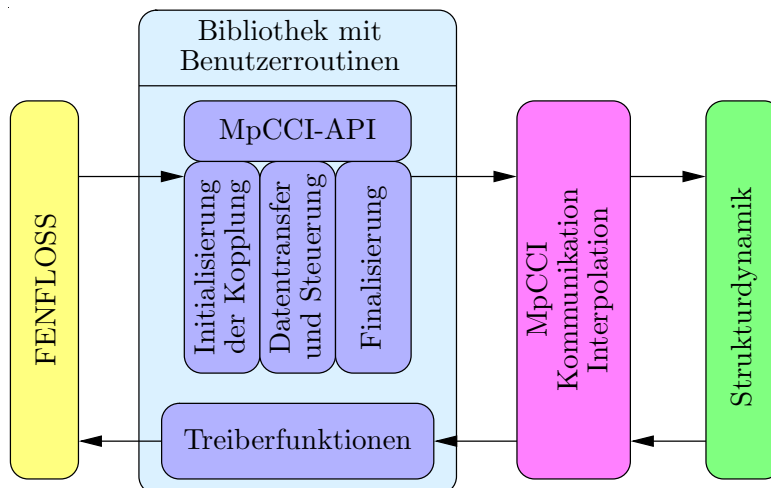 Bibliothek mit
Benutzerroutinen
MpCCI-API
FENFLOSS
Initialisierung
der Kopplung
Datentransfer
und Steuerung
Finalisierung
MpCCI
Kommunikation
Interpolation
Strukturdynamik
Treiberfunktionen